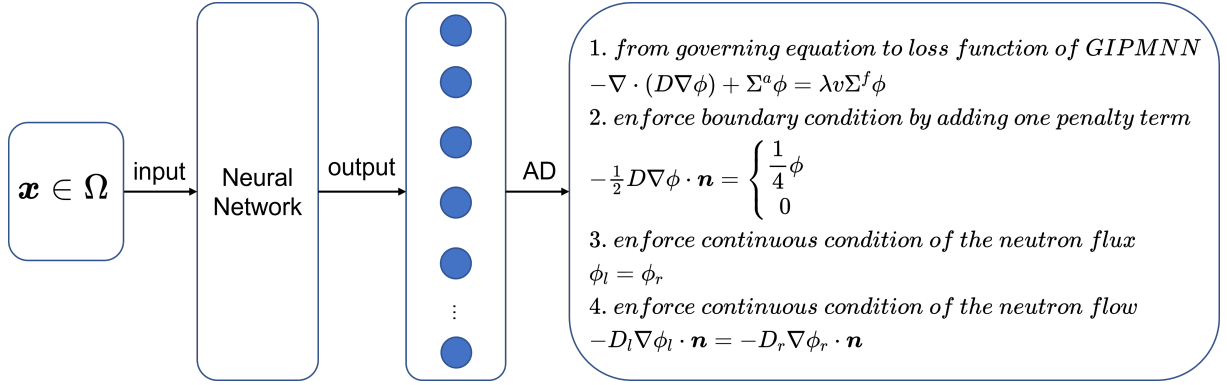 x ∈ Ω
input
Neural
Network
output
⋮
AD
1. from governing equation to loss function of GIPMNN
−∇ · (D∇ϕ) + Σ^a ϕ = λvΣ^f ϕ
2. enforce boundary condition by adding one penalty term
−½D∇ϕ · n = { ¼ϕ
0
3. enforce continuous condition of the neutron flux
ϕ_l = ϕ_r
4. enforce continuous condition of the neutron flow
−D_l∇ϕ_l · n = −D_r∇ϕ_r · n